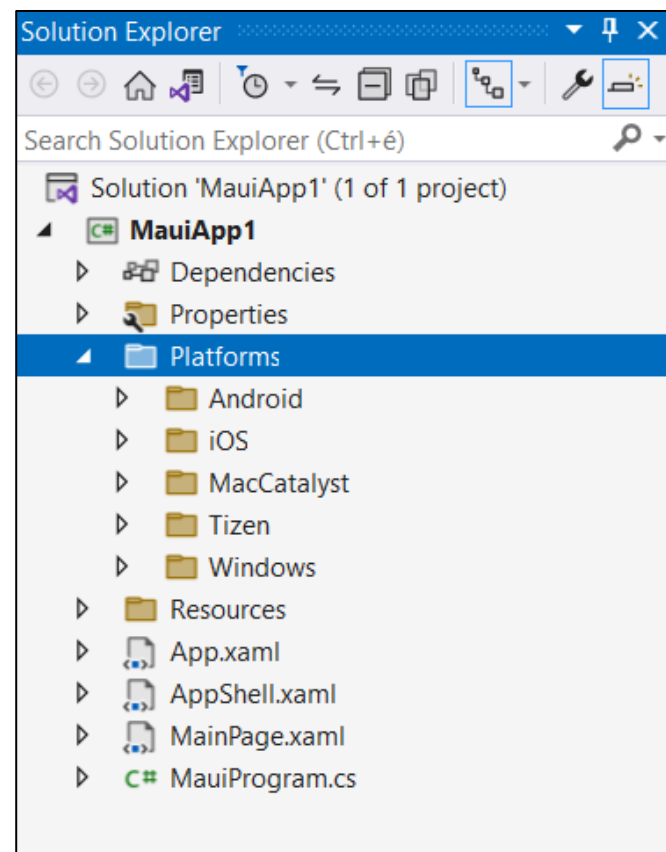 Solution Explorer
Search Solution Explorer (Ctrl+é)
Solution 'MauiApp1' (1 of 1 project)
C# MauiApp1
Dependencies
Properties
Platforms
Android
iOS
MacCatalyst
Tizen
Windows
Resources
App.xaml
AppShell.xaml
MainPage.xaml
C# MauiProgram.cs